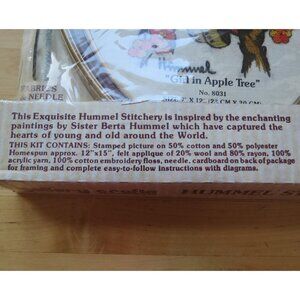 FABRICS
& NEEDLE
Hummel
"Girl in Apple Tree"
No. 8031
This Exquisite Hummel Stitchery is inspired by the enchanting
paintings by Sister Berta Hummel which have captured the
hearts of young and old around the World.
THIS KIT CONTAINS: Stamped picture on 50% cotton and 50% polyester
Homespun approx. 12"x15", felt applique of 20% wool and 80% rayon, 100%
acrylic yarn, 100% cotton embroidery floss, needle, cardboard on back of package
for framing and complete easy-to-follow instructions with diagrams.
HUMMEL